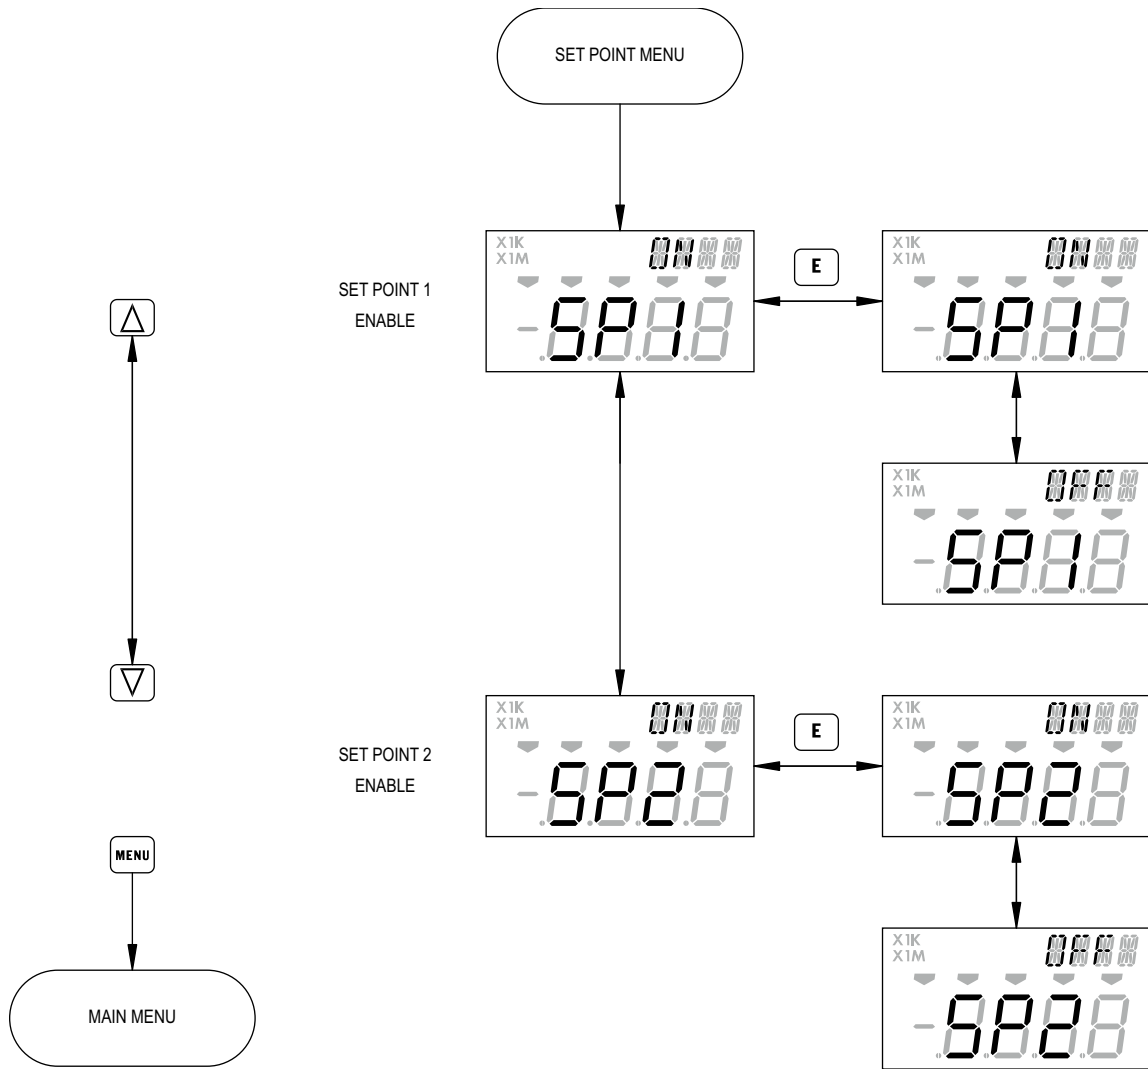 SET POINT MENU
SET POINT 1
ENABLE
X1K
X1M
ON
SP1
E
X1K
X1M
ON
SP1
X1K
X1M
OFF
SP1
SET POINT 2
ENABLE
X1K
X1M
ON
SP2
E
X1K
X1M
ON
SP2
X1K
X1M
OFF
SP2
MENU
MAIN MENU